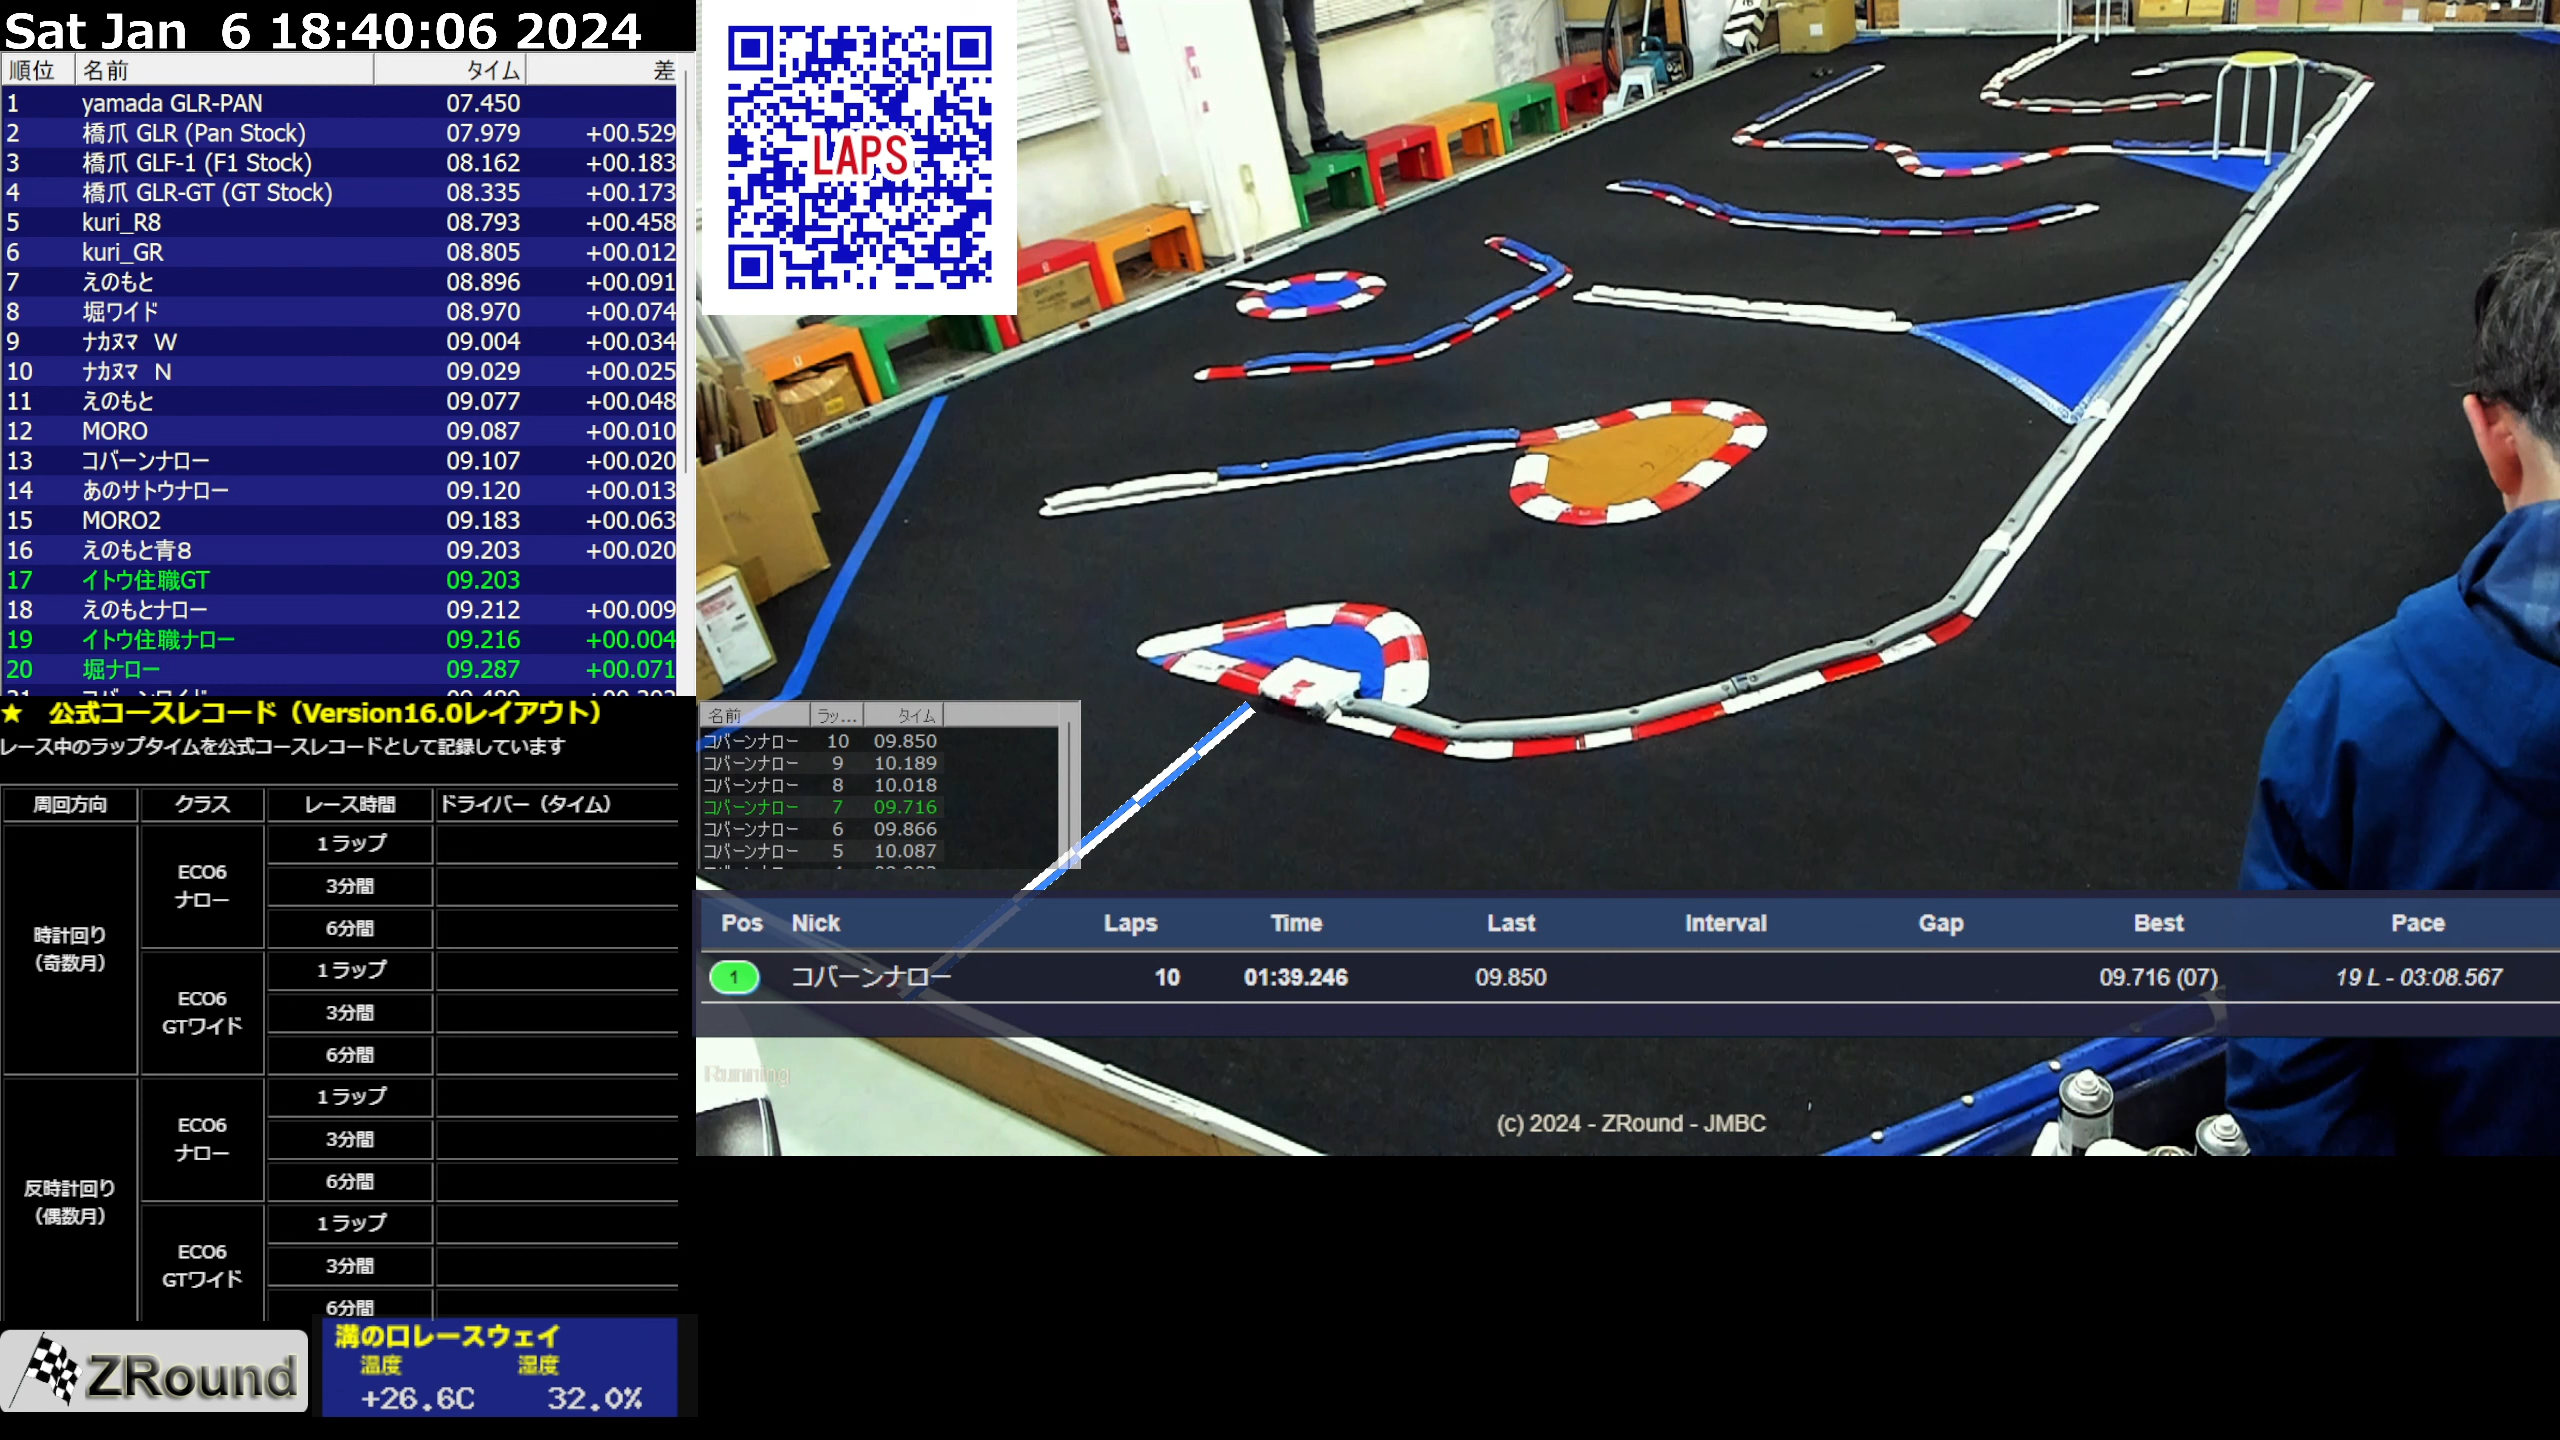 Sat Jan 6 18:40:06 2024
順位 名前 タイム 差
1 yamada GLR-PAN 07.450
2 橋爪 GLR (Pan Stock) 07.979 +00.529
3 橋爪 GLF-1 (F1 Stock) 08.162 +00.183
4 橋爪 GLR-GT (GT Stock) 08.335 +00.173
5 kuri_R8 08.793 +00.458
6 kuri_GR 08.805 +00.012
7 えのもと 08.896 +00.091
8 堀ワイド 08.970 +00.074
9 ﾅｶﾇﾏ W 09.004 +00.034
10 ﾅｶﾇﾏ N 09.029 +00.025
11 えのもと 09.077 +00.048
12 MORO 09.087 +00.010
13 コバーンナロー 09.107 +00.020
14 あのサトウナロー 09.120 +00.013
15 MORO2 09.183 +00.063
16 えのもと青8 09.203 +00.020
17 イトウ住職GT 09.203
18 えのもとナロー 09.212 +00.009
19 イトウ住職ナロー 09.216 +00.004
20 堀ナロー 09.287 +00.071
★ 公式コースレコード（Version16.0レイアウト）
レース中のラップタイムを公式コースレコードとして記録しています
周回方向 クラス レース時間 ドライバー（タイム）
時計回り
（奇数月）
ECO6
ナロー
1ラップ
3分間
6分間
ECO6
GTワイド
1ラップ
3分間
6分間
反時計回り
（偶数月）
ECO6
ナロー
1ラップ
3分間
6分間
ECO6
GTワイド
1ラップ
3分間
6分間
ZRound
溝の口レースウェイ
温度 湿度
+26.6C 32.0%
LAPS
名前 ラッ... タイム
コバーンナロー 10 09.850
コバーンナロー 9 10.189
コバーンナロー 8 10.018
コバーンナロー 7 09.716
コバーンナロー 6 09.866
コバーンナロー 5 10.087
Pos Nick Laps Time Last Interval Gap Best Pace
1 コバーンナロー 10 01:39.246 09.850 09.716 (07) 19 L - 03:08.567
Running
(c) 2024 - ZRound - JMBC